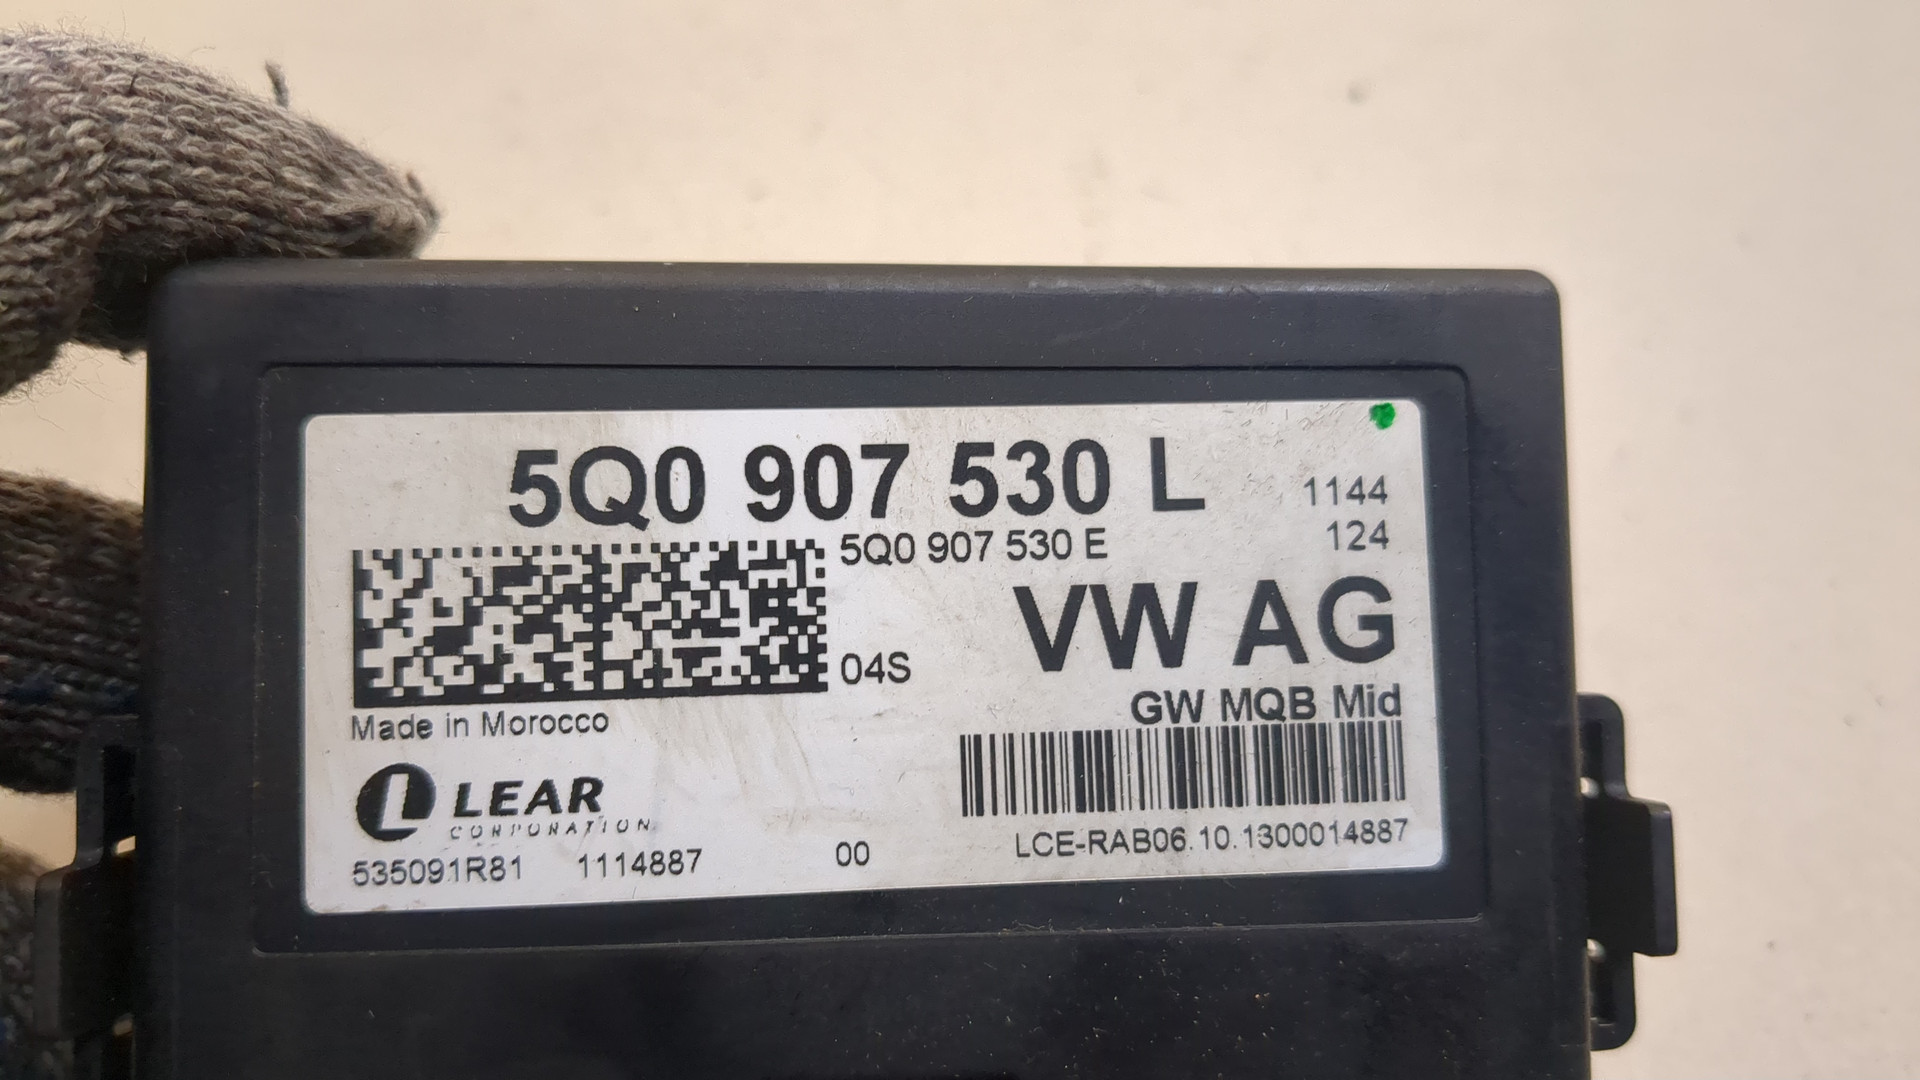 5Q0 907 530 L
1144
5Q0 907 530 E
124
VW AG
04S
GW MQB Mid
Made in Morocco
LEAR
CORPORATION
LCE-RAB06.10.1300014887
535091R81 1114887 00